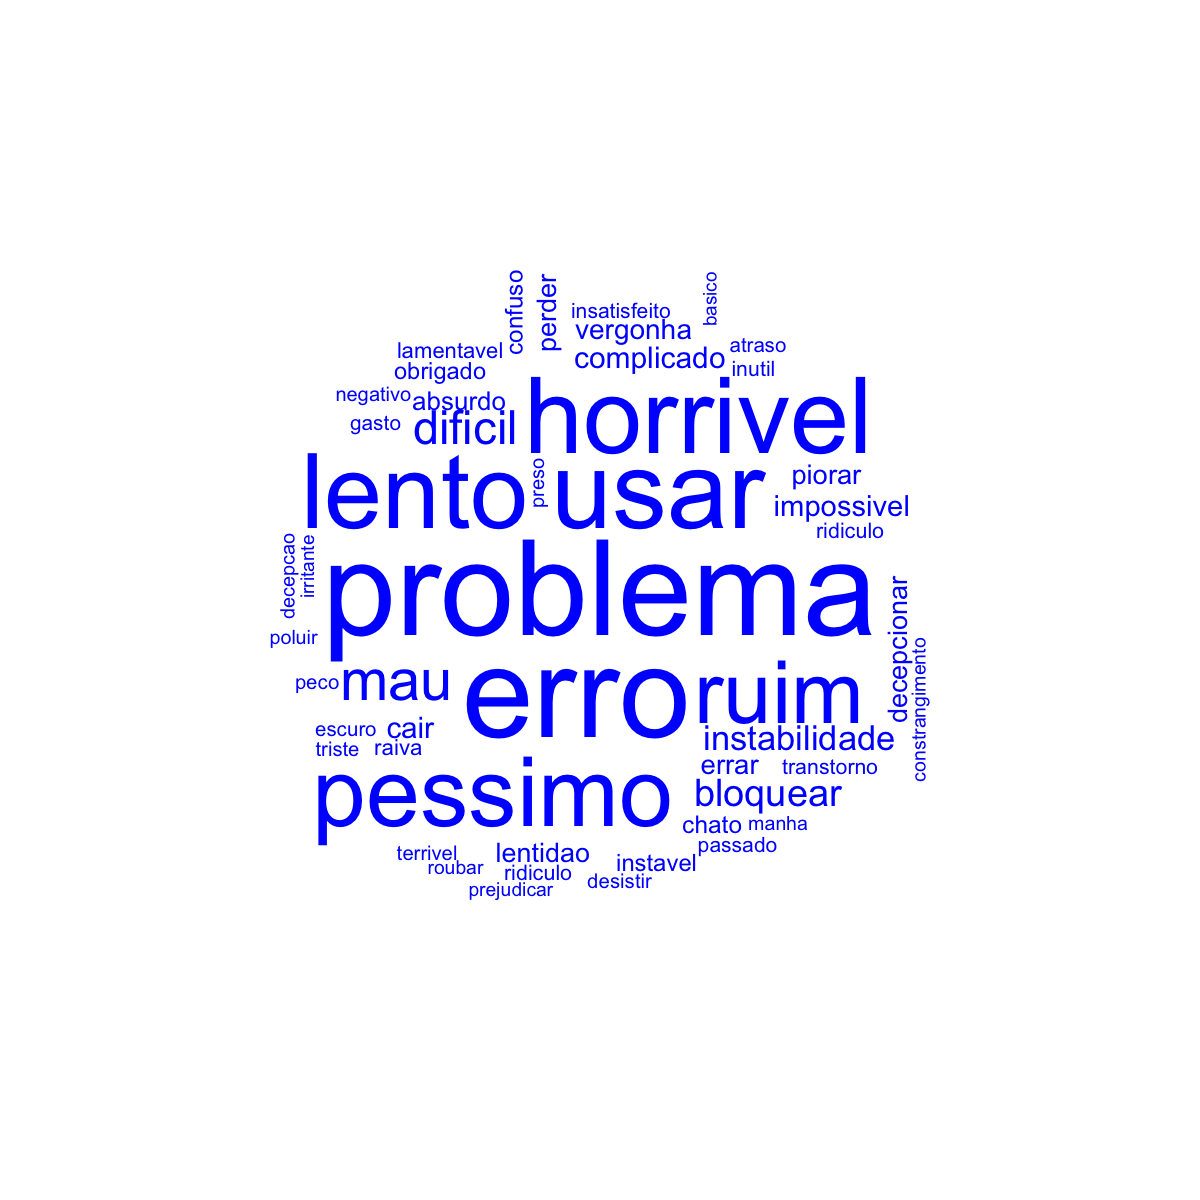 confuso
perder
insatisfeito
basico
vergonha
lamentavel
complicado
atraso
obrigado
inutil
negativo
absurdo
horrivel
gasto
dificil
lento
preso
usar
piorar
impossivel
ridiculo
decepcao
irritante
problema
poluir
decepcionar
constrangimento
peco
mau
erro
ruim
escuro
cair
instabilidade
triste
raiva
errar
transtorno
pessimo
bloquear
chato
manha
passado
terrivel
lentidao
instavel
roubar
ridiculo
desistir
prejudicar